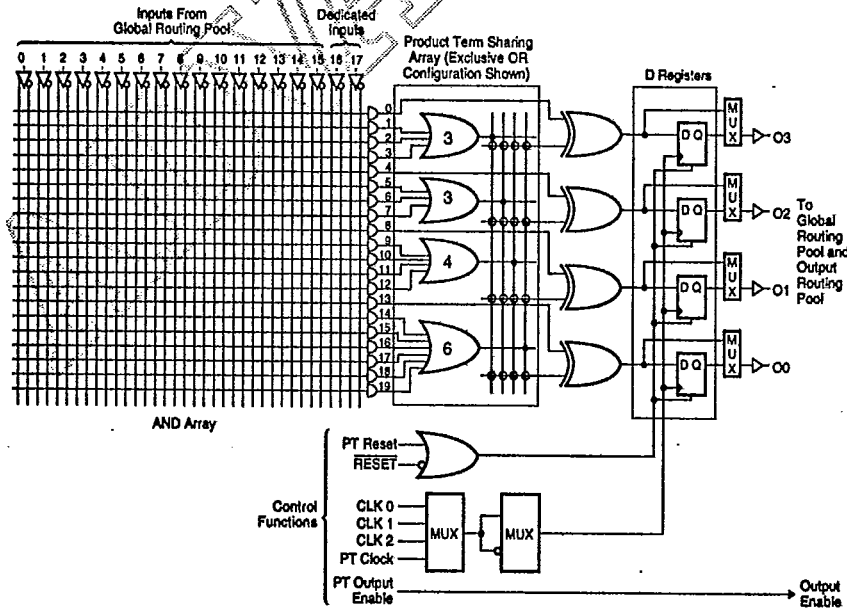 Inputs From
Global Routing Pool
Dedicated
Inputs
0 1 2 3 4 5 6 7 8 9 10 11 12 13 14 15 16 17
Product Term Sharing
Array (Exclusive OR
Configuration Shown)
D Registers
0
1
2
3
4
5
6
7
8
9
10
11
12
13
14
15
16
17
18
19
3
3
4
6
D Q
D Q
D Q
D Q
MUX
MUX
MUX
MUX
O3
O2
O1
O0
To
Global
Routing
Pool and
Output
Routing
Pool
AND Array
Control
Functions
PT Reset
RESET
CLK 0
CLK 1
CLK 2
PT Clock
MUX
MUX
PT Output
Enable
Output
Enable